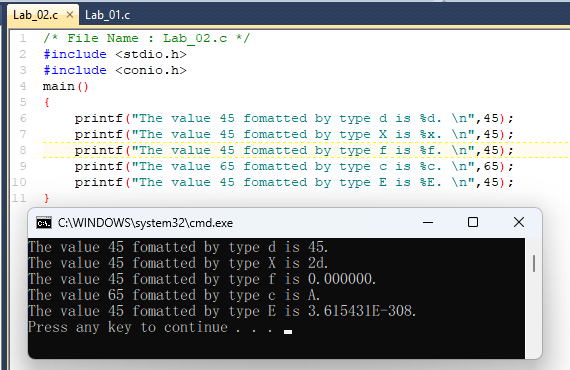 Lab_02.c × Lab_01.c
1 /* File Name : Lab_02.c */
2 #include <stdio.h>
3 #include <conio.h>
4 main()
5 {
6 printf("The value 45 fomatted by type d is %d. \n",45);
7 printf("The value 45 fomatted by type X is %x. \n",45);
8 printf("The value 45 fomatted by type f is %f. \n",45);
9 printf("The value 65 fomatted by type c is %c. \n",65);
10 printf("The value 45 fomatted by type E is %E. \n",45);
11 }
C:\WINDOWS\system32\cmd.exe
The value 45 fomatted by type d is 45.
The value 45 fomatted by type X is 2d.
The value 45 fomatted by type f is 0.000000.
The value 65 fomatted by type c is A.
The value 45 fomatted by type E is 3.615431E-308.
Press any key to continue . . .